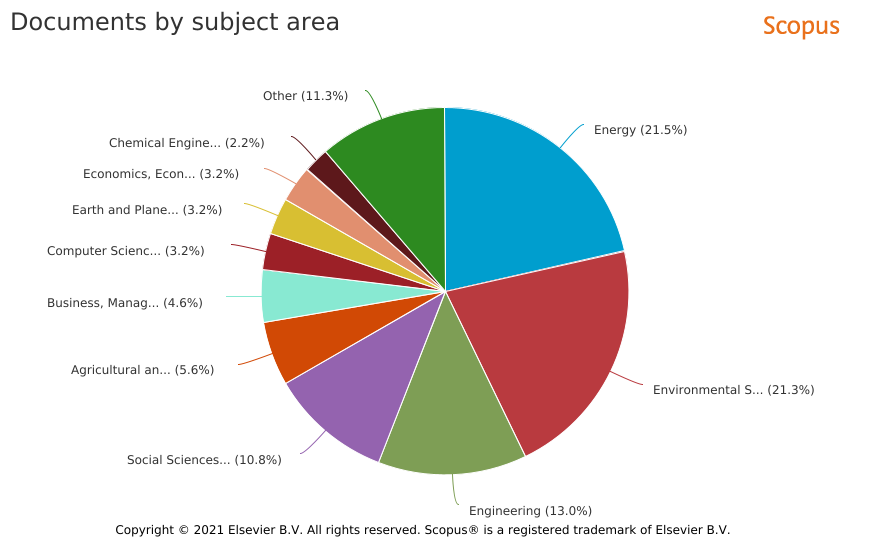 Documents by subject area
Scopus
Other (11.3%)
Energy (21.5%)
Chemical Engine... (2.2%)
Economics, Econ... (3.2%)
Earth and Plane... (3.2%)
Computer Scienc... (3.2%)
Business, Manag... (4.6%)
Agricultural an... (5.6%)
Environmental S... (21.3%)
Social Sciences... (10.8%)
Engineering (13.0%)
Copyright © 2021 Elsevier B.V. All rights reserved. Scopus® is a registered trademark of Elsevier B.V.